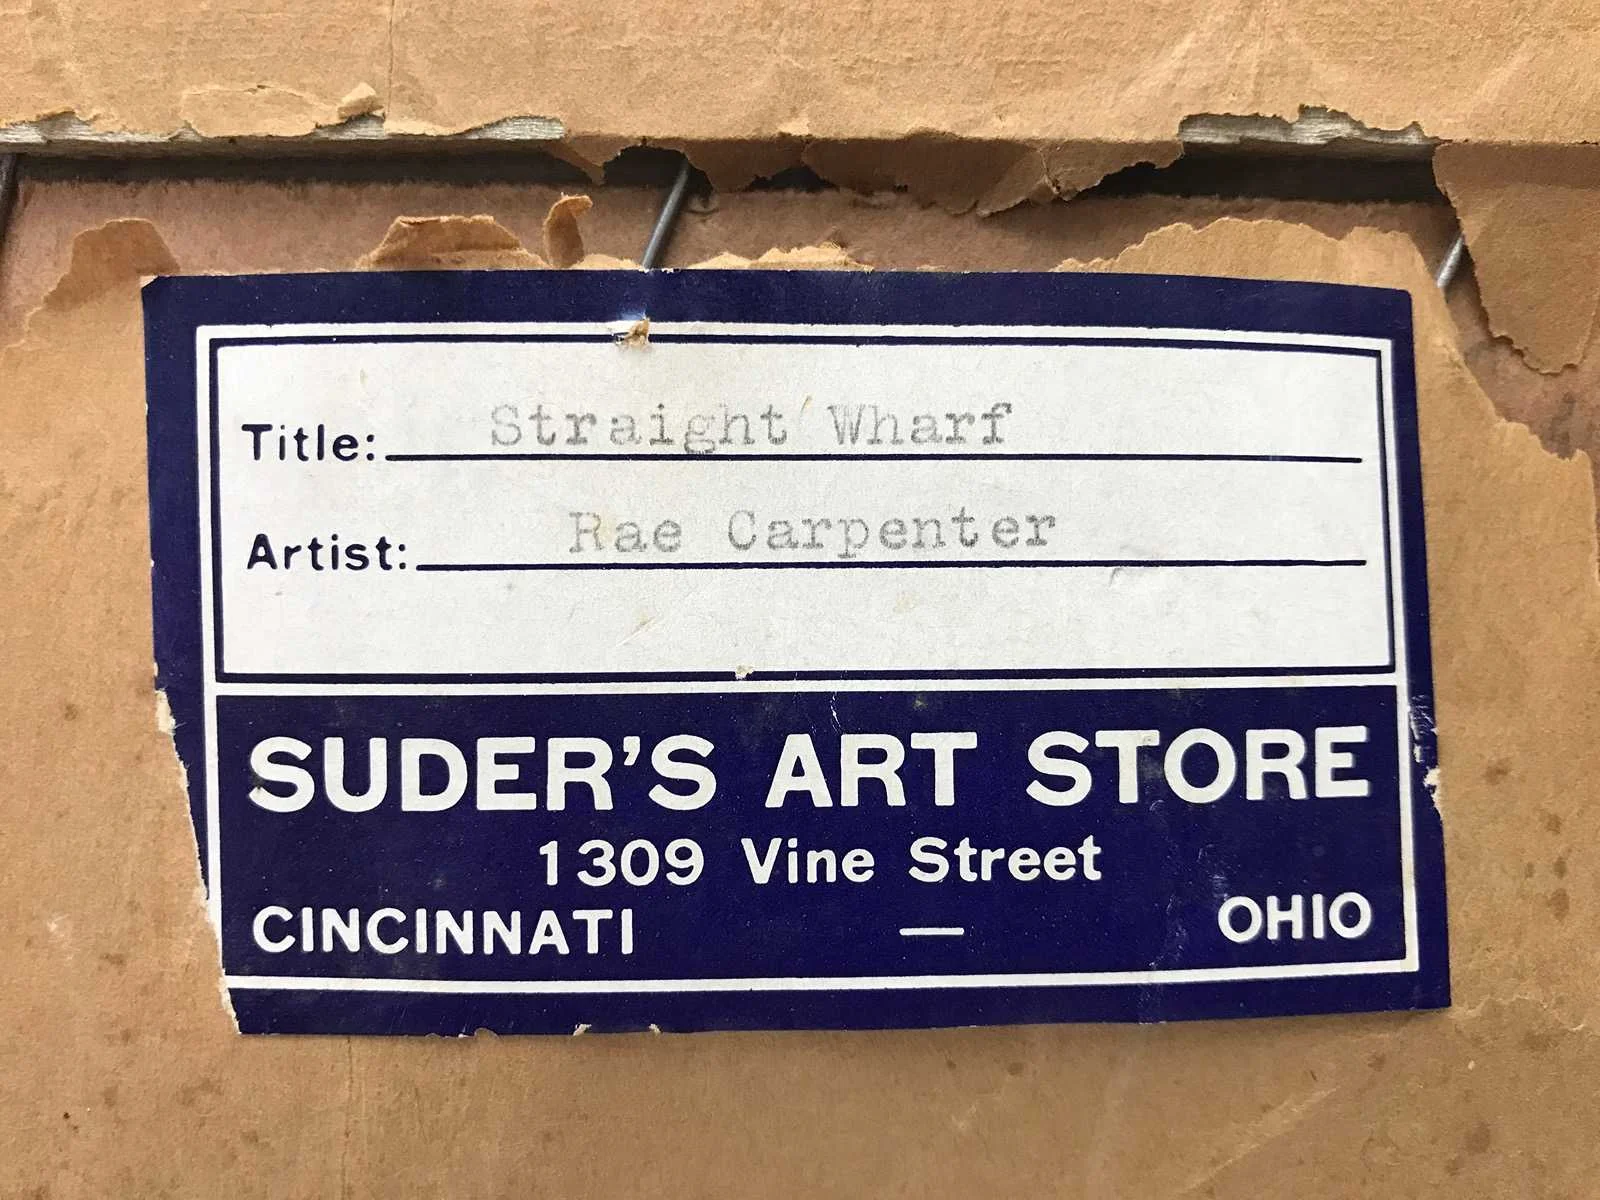 Title: Straight Wharf
Artist: Rae Carpenter
SUDER'S ART STORE
1309 Vine Street
CINCINNATI — OHIO